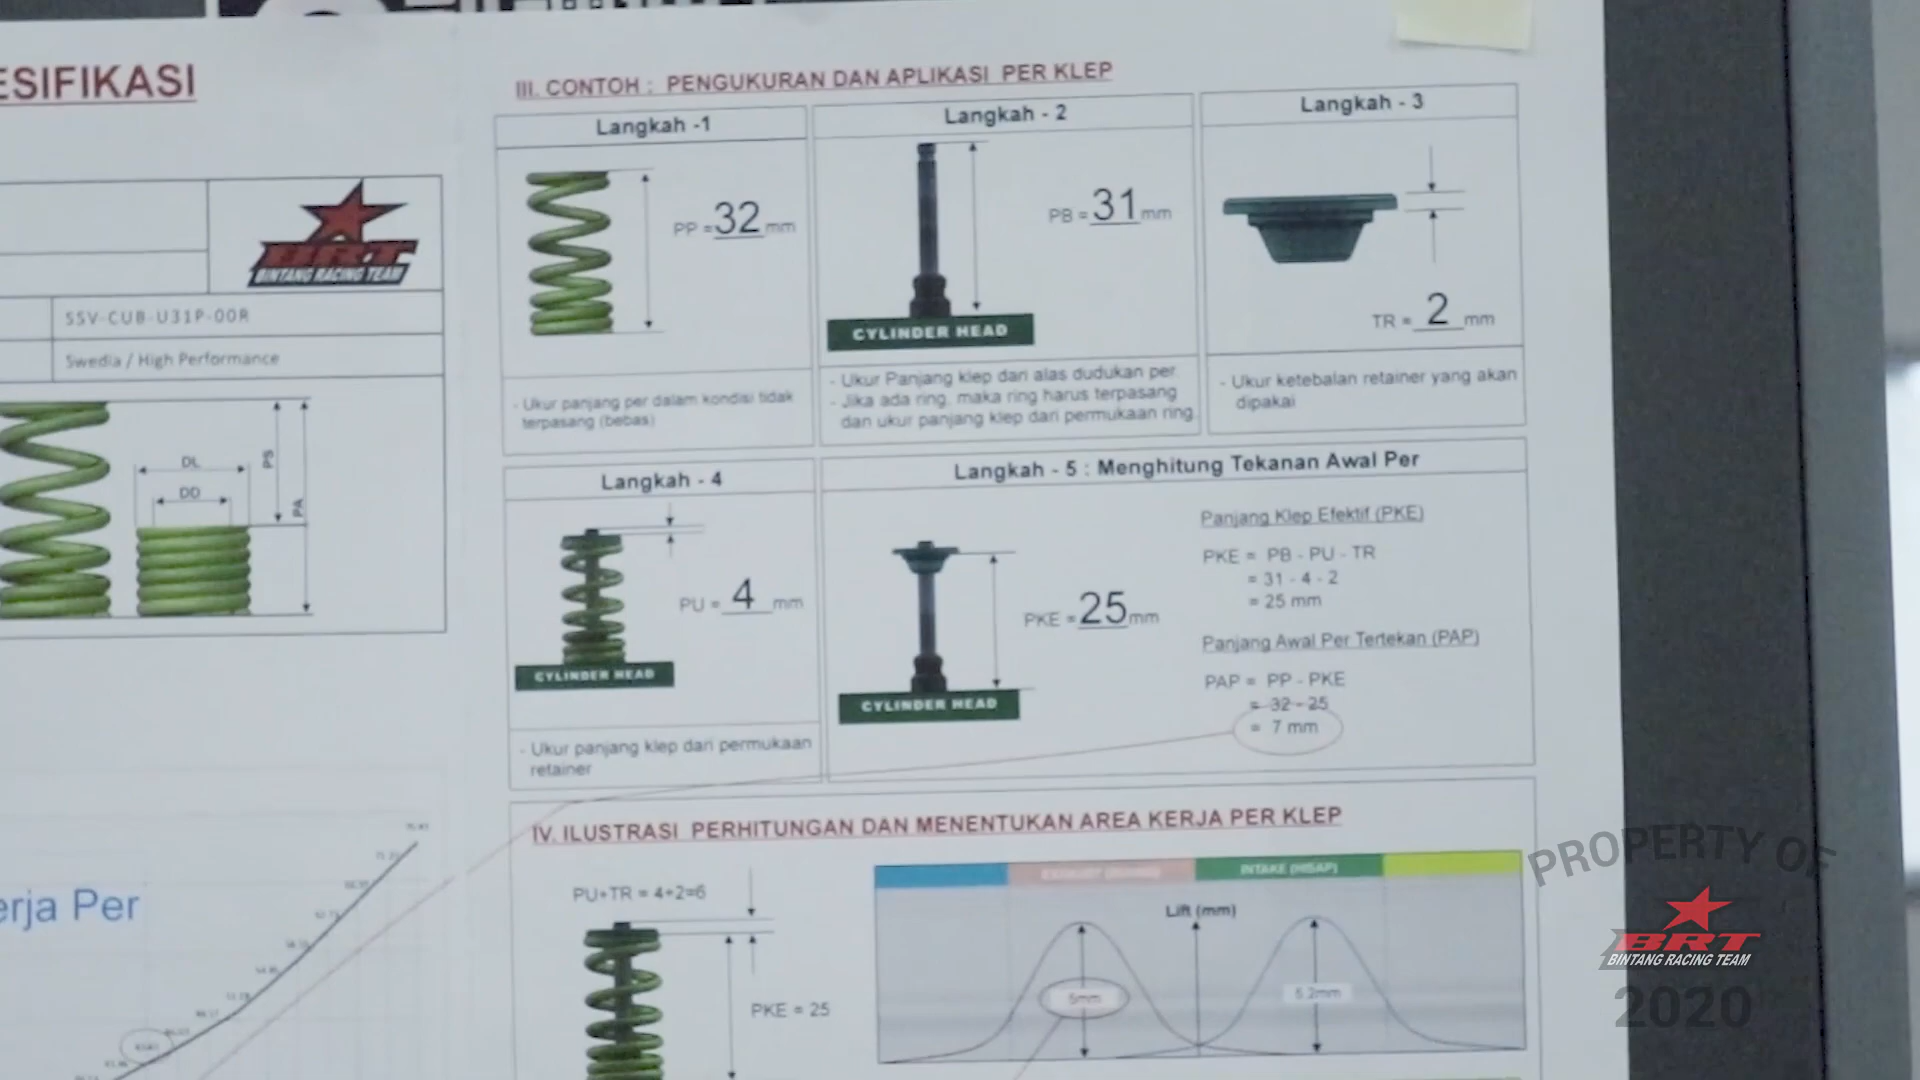 ESIFIKASI
BRT
BINTANG RACING TEAM
SSV-CUB-U31P-00R
Swedia / High Performance
DL
DD
PS
PA
erja Per
III. CONTOH : PENGUKURAN DAN APLIKASI PER KLEP
Langkah -1
PP = 32 mm
- Ukur panjang per dalam kondisi tidak
terpasang (bebas)
Langkah - 2
PB = 31 mm
CYLINDER HEAD
- Ukur Panjang klep dari alas dudukan per.
- Jika ada ring, maka ring harus terpasang
dan ukur panjang klep dari permukaan ring.
Langkah - 3
TR = 2 mm
- Ukur ketebalan retainer yang akan
dipakai
Langkah - 4
PU = 4 mm
CYLINDER HEAD
- Ukur panjang klep dari permukaan
retainer
Langkah - 5 : Menghitung Tekanan Awal Per
PKE = 25 mm
CYLINDER HEAD
Panjang Klep Efektif (PKE)
PKE = PB - PU - TR
= 31 - 4 - 2
= 25 mm
Panjang Awal Per Tertekan (PAP)
PAP = PP - PKE
= 32 - 25
= 7 mm
IV. ILUSTRASI PERHITUNGAN DAN MENENTUKAN AREA KERJA PER KLEP
PU+TR = 4+2=6
PKE = 25
INTAKE (HISAP)
Lift (mm)
5mm
5.2mm
PROPERTY OF
BRT
BINTANG RACING TEAM
2020